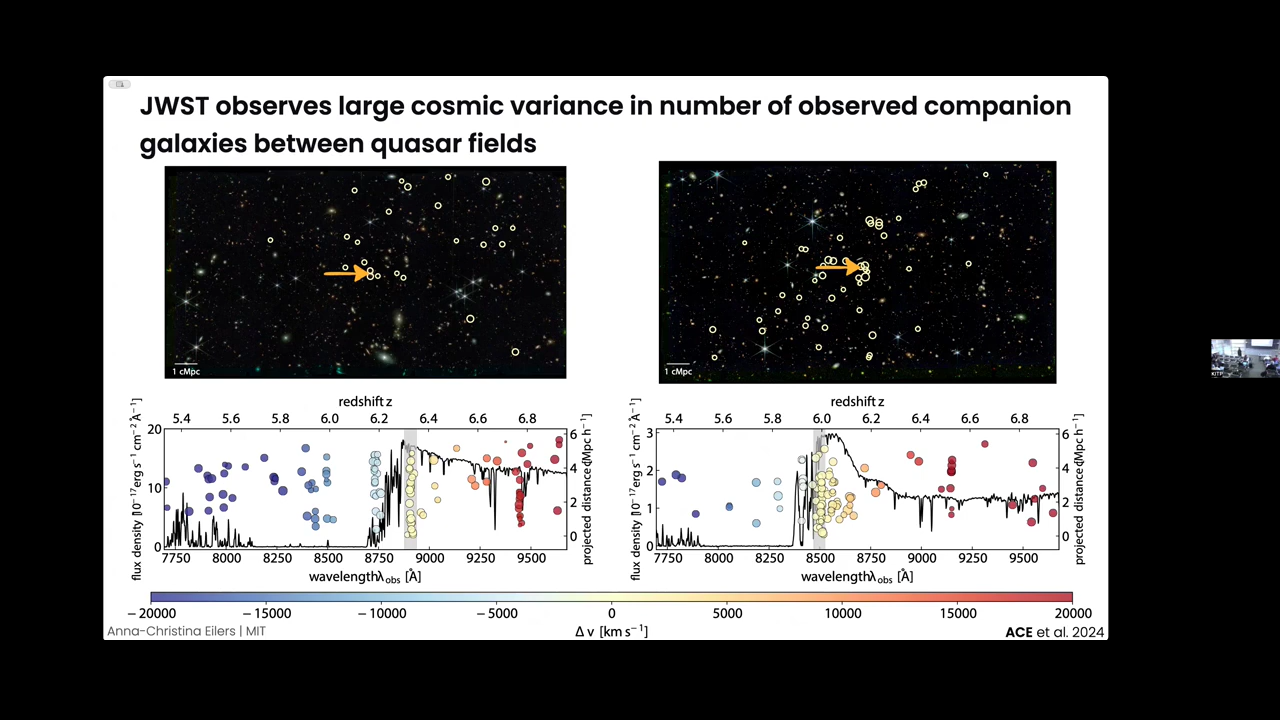 JWST observes large cosmic variance in number of observed companion
galaxies between quasar fields
1 cMpc
1 cMpc
redshift z
5.4 5.6 5.8 6.0 6.2 6.4 6.6 6.8
flux density [10⁻¹⁷ erg s⁻¹ cm⁻² Å⁻¹]
20
10
0
6
4
2
0
projected distance d [Mpc h⁻¹]
7750 8000 8250 8500 8750 9000 9250 9500
wavelength λobs [Å]
redshift z
5.4 5.6 5.8 6.0 6.2 6.4 6.6 6.8
flux density [10⁻¹⁷ erg s⁻¹ cm⁻² Å⁻¹]
3
2
1
0
6
4
2
0
projected distance d [Mpc h⁻¹]
7750 8000 8250 8500 8750 9000 9250 9500
wavelength λobs [Å]
−20000 −15000 −10000 −5000 0 5000 10000 15000 20000
Δ v [km s⁻¹]
Anna-Christina Eilers | MIT
ACE et al. 2024
KITP